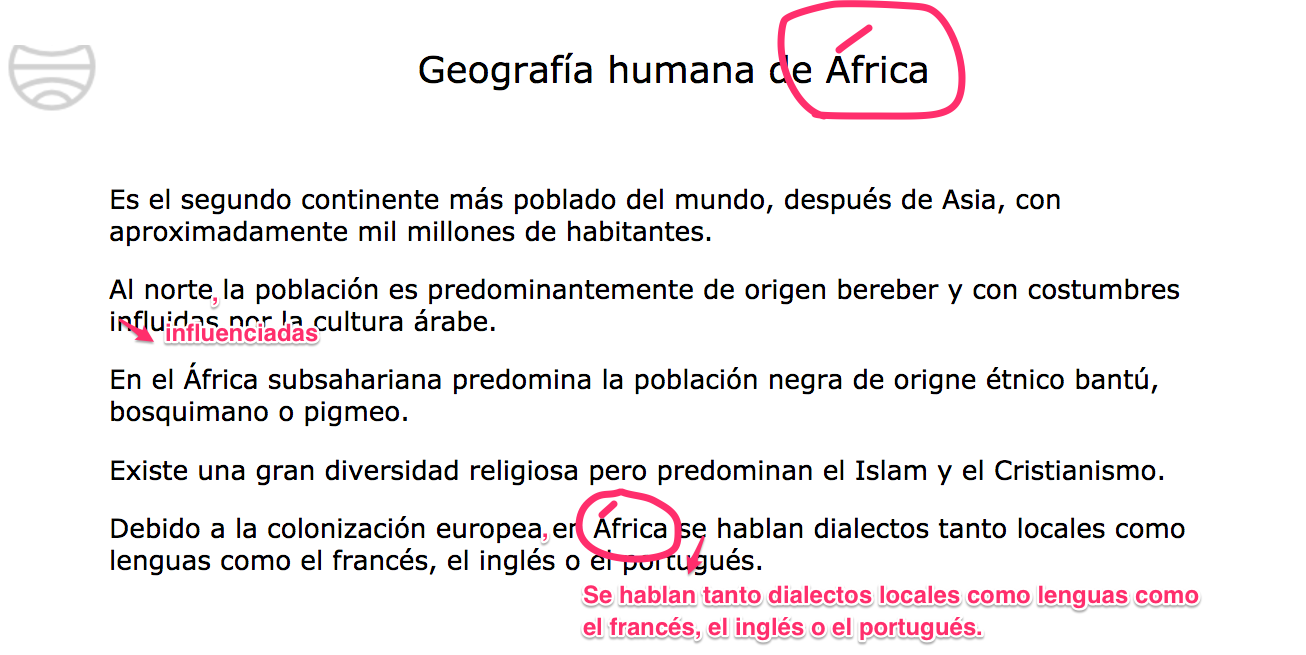 Geografía humana de África
Es el segundo continente más poblado del mundo, después de Asia, con
aproximadamente mil millones de habitantes.
Al norte, la población es predominantemente de origen bereber y con costumbres
influidas por la cultura árabe.
influenciadas
En el África subsahariana predomina la población negra de origne étnico bantú,
bosquimano o pigmeo.
Existe una gran diversidad religiosa pero predominan el Islam y el Cristianismo.
Debido a la colonización europea, en África se hablan dialectos tanto locales como
lenguas como el francés, el inglés o el portugués.
Se hablan tanto dialectos locales como lenguas como
el francés, el inglés o el portugués.